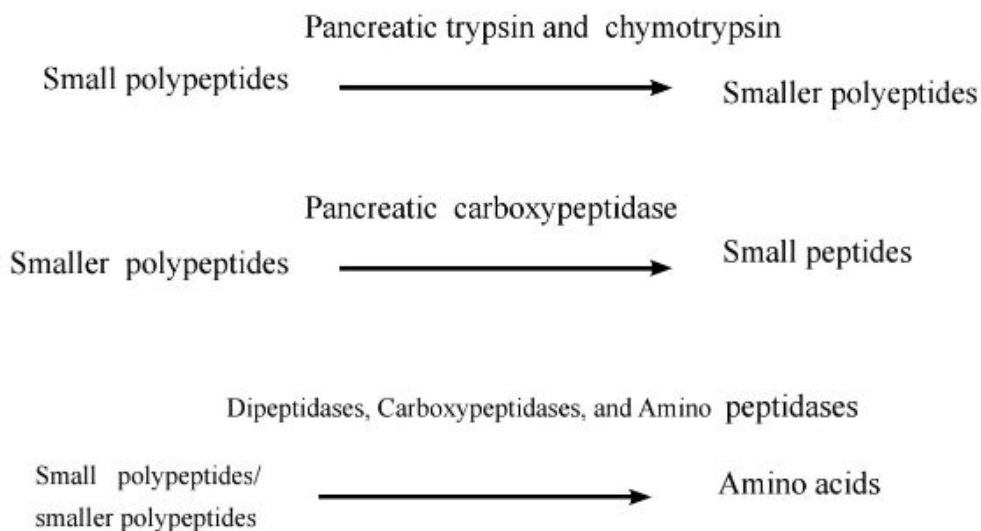 Pancreatic trypsin and chymotrypsin
Small polypeptides
Smaller polyeptides
Pancreatic carboxypeptidase
Smaller polypeptides
Small peptides
Dipeptidases, Carboxypeptidases, and Amino peptidases
Small polypeptides/
smaller polypeptides
Amino acids